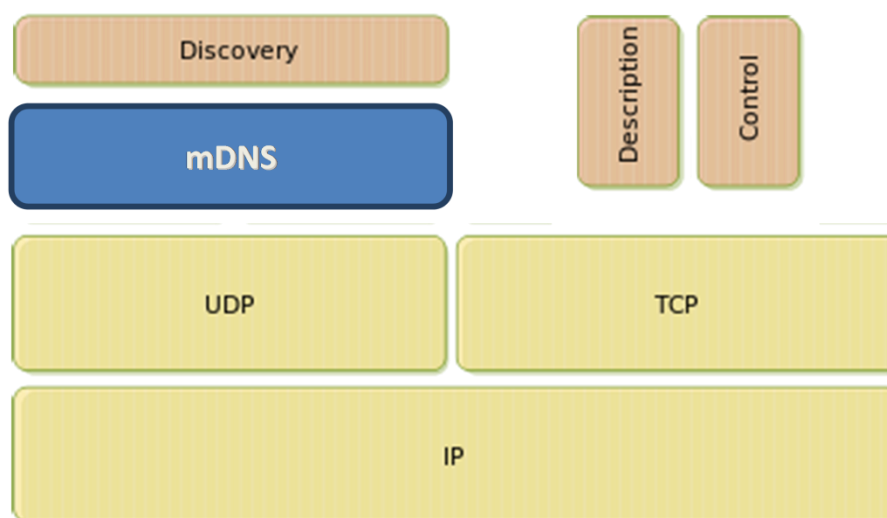 Discovery
Description
Control
mDNS
UDP
TCP
IP